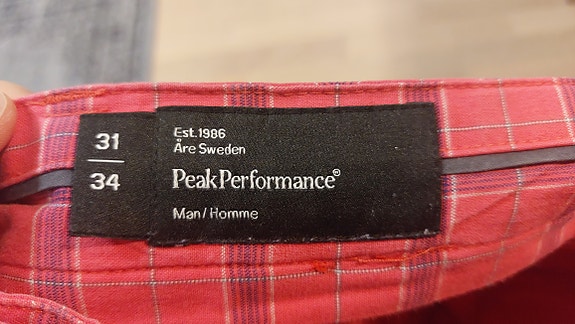 31
34
Est.1986
Åre Sweden
PeakPerformance®
Man/Homme